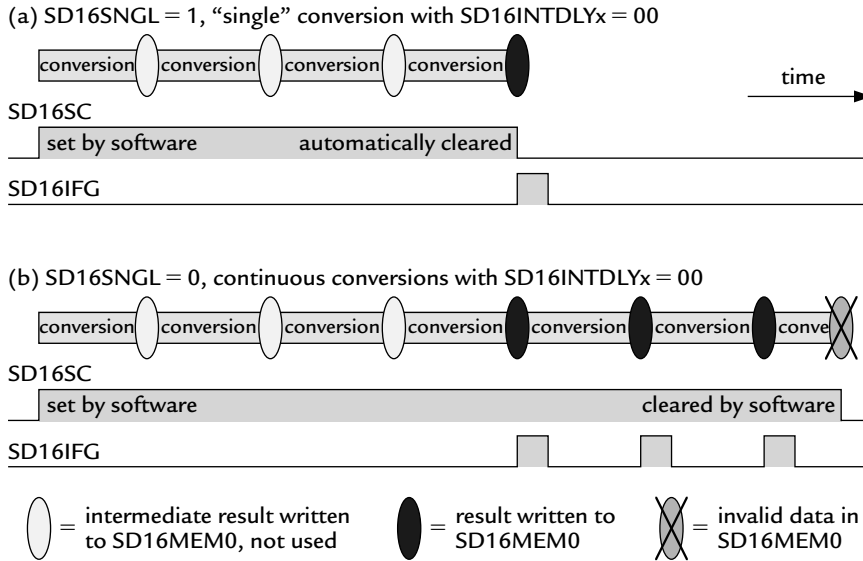 (a) SD16SNGL = 1, “single” conversion with SD16INTDLYx = 00
conversion conversion conversion conversion
time
SD16SC
set by software automatically cleared
SD16IFG
(b) SD16SNGL = 0, continuous conversions with SD16INTDLYx = 00
conversion conversion conversion conversion conversion conversion conve
SD16SC
set by software cleared by software
SD16IFG
= intermediate result written to SD16MEM0, not used
= result written to SD16MEM0
= invalid data in SD16MEM0